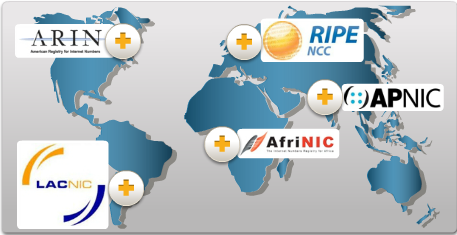 ARIN
American Registry for Internet Numbers
RIPE
NCC
APNIC
AfriNIC
The Internet Numbers Registry for Africa
LACNIC